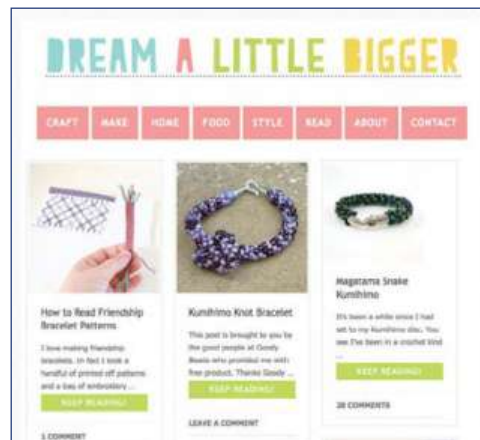 DREAM A LITTLE BIGGER
CRAFT MAKE HOME FOOD STYLE READ ABOUT CONTACT
How to Read Friendship
Bracelet Patterns
I love making friendship
bracelets. In fact I took a
handful of printed off patterns
and a bag of embroidery ...
KEEP READING!
1 COMMENT
Kumihimo Knot Bracelet
This post is brought to you by
the good people at Goody
Beads who provided me with
free product. Thanks Goody ...
KEEP READING!
LEAVE A COMMENT
Magatama Snake
Kumihimo
It's been a while since I had
set to my Kumihimo disc. You
see I've been in a crochet kind
...
KEEP READING!
28 COMMENTS